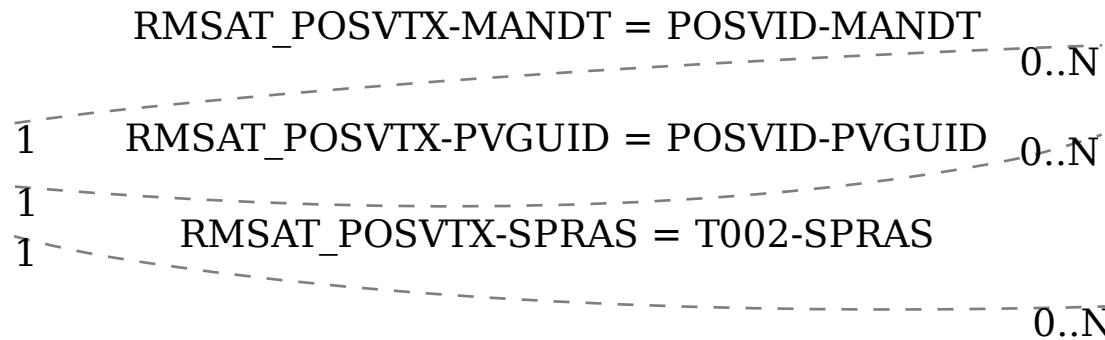 RMSAT_POSVTX-MANDT = POSVID-MANDT
0..N
1
RMSAT_POSVTX-PVGUID = POSVID-PVGUID
0..N
1
RMSAT_POSVTX-SPRAS = T002-SPRAS
1
0..N